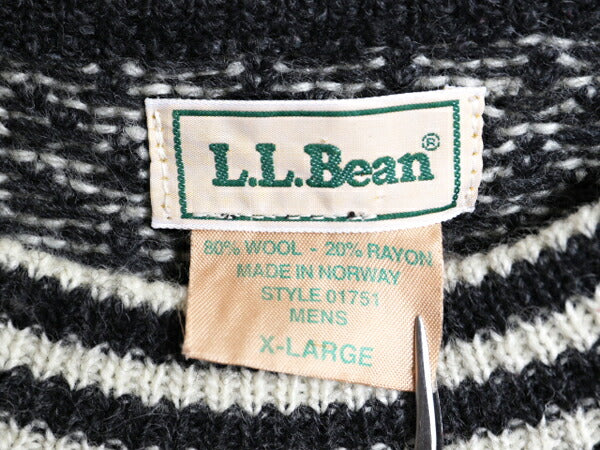 L.L.Bean®
80% WOOL - 20% RAYON
MADE IN NORWAY
STYLE 01751
MENS
X-LARGE